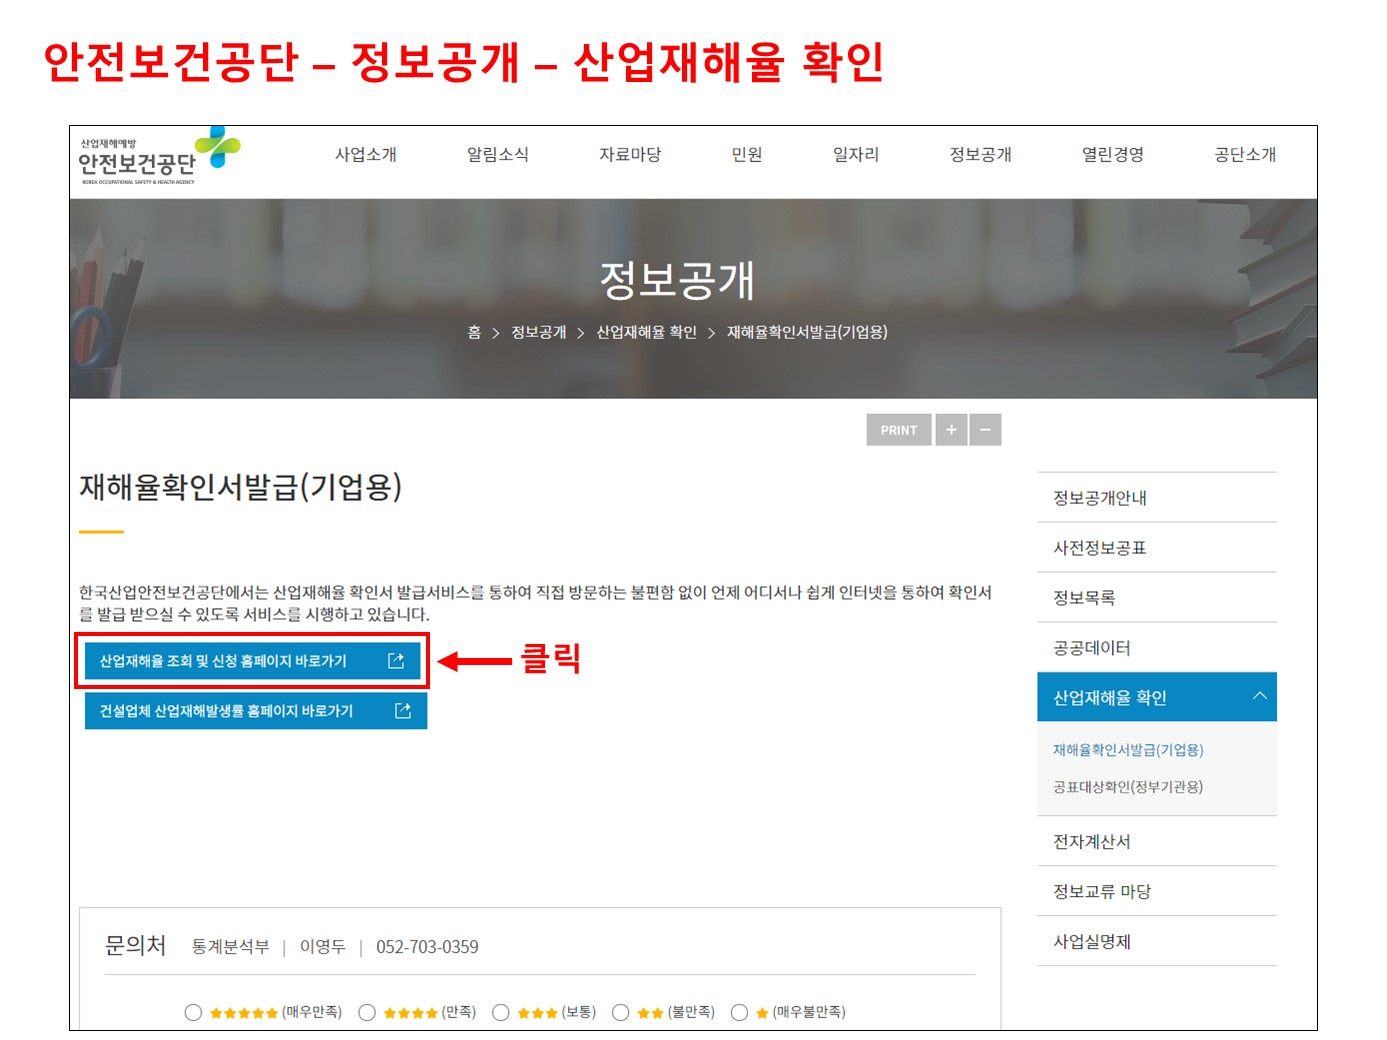 안전보건공단 – 정보공개 – 산업재해율 확인
산업재해예방
안전보건공단
KOREA OCCUPATIONAL SAFETY & HEALTH AGENCY
사업소개 알림소식 자료마당 민원 일자리 정보공개 열린경영 공단소개
정보공개
홈 > 정보공개 > 산업재해율 확인 > 재해율확인서발급(기업용)
PRINT + −
재해율확인서발급(기업용)
한국산업안전보건공단에서는 산업재해율 확인서 발급서비스를 통하여 직접 방문하는 불편함 없이 언제 어디서나 쉽게 인터넷을 통하여 확인서
를 발급 받으실 수 있도록 서비스를 시행하고 있습니다.
산업재해율 조회 및 신청 홈페이지 바로가기
클릭
건설업체 산업재해발생률 홈페이지 바로가기
정보공개안내
사전정보공표
정보목록
공공데이터
산업재해율 확인
재해율확인서발급(기업용)
공표대상확인(정부기관용)
전자계산서
정보교류 마당
사업실명제
문의처 통계분석부 | 이영두 | 052-703-0359
★★★★★ (매우만족) ★★★★ (만족) ★★★ (보통) ★★ (불만족) ★ (매우불만족)